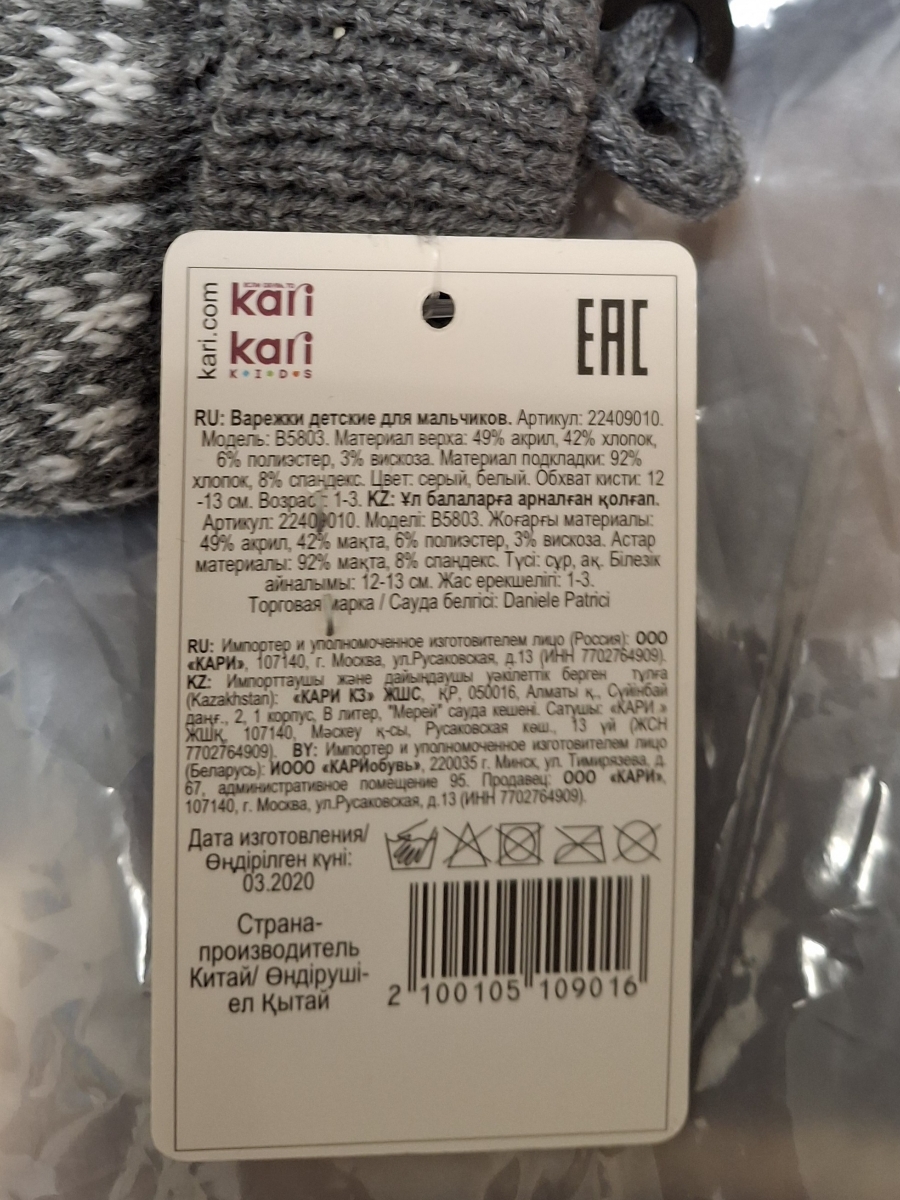 kari.com
ЕСЛИ ОБУВЬ, ТО
kari
kari
KIDS
EAC
RU: Варежки детские для мальчиков. Артикул: 22409010.
Модель: B5803. Материал верха: 49% акрил, 42% хлопок,
6% полиэстер, 3% вискоза. Материал подкладки: 92%
хлопок, 8% спандекс. Цвет: серый, белый. Обхват кисти: 12
-13 см. Возраст: 1-3. KZ: Ұл балаларға арналған қолғап.
Артикул: 22409010. Моделі: B5803. Жоғарғы материалы:
49% акрил, 42% мақта, 6% полиэстер, 3% вискоза. Астар
материалы: 92% мақта, 8% спандекс. Түсі: сұр, ақ. Білезік
айналымы: 12-13 см. Жас ерекшелігі: 1-3.
Торговая марка / Сауда белгісі: Daniele Patrici
RU: Импортер и уполномоченное изготовителем лицо (Россия): ООО
«КАРИ», 107140, г. Москва, ул.Русаковская, д.13 (ИНН 7702764909).
KZ: Импорттаушы және дайындаушы уәкілеттік берген тұлға
(Kazakhstan): «КАРИ КЗ» ЖШС, ҚР, 050016, Алматы қ., Сүйінбай
даңғ., 2, 1 корпус, В литер, "Мерей" сауда кешені. Сатушы: «КАРИ »
ЖШҚ, 107140, Мәскеу қ-сы, Русаковская көш., 13 үй (ЖСН
7702764909). BY: Импортер и уполномоченное изготовителем лицо
(Беларусь): ИООО «КАРИобувь», 220035 г. Минск, ул. Тимирязева, д.
67, административное помещение 95. Продавец: ООО «КАРИ»,
107140, г. Москва, ул.Русаковская, д.13 (ИНН 7702764909).
Дата изготовления/
Өңдірілген күні:
03.2020
Страна-
производитель
Китай/ Өндіруші-
ел Қытай
2 100105 109016